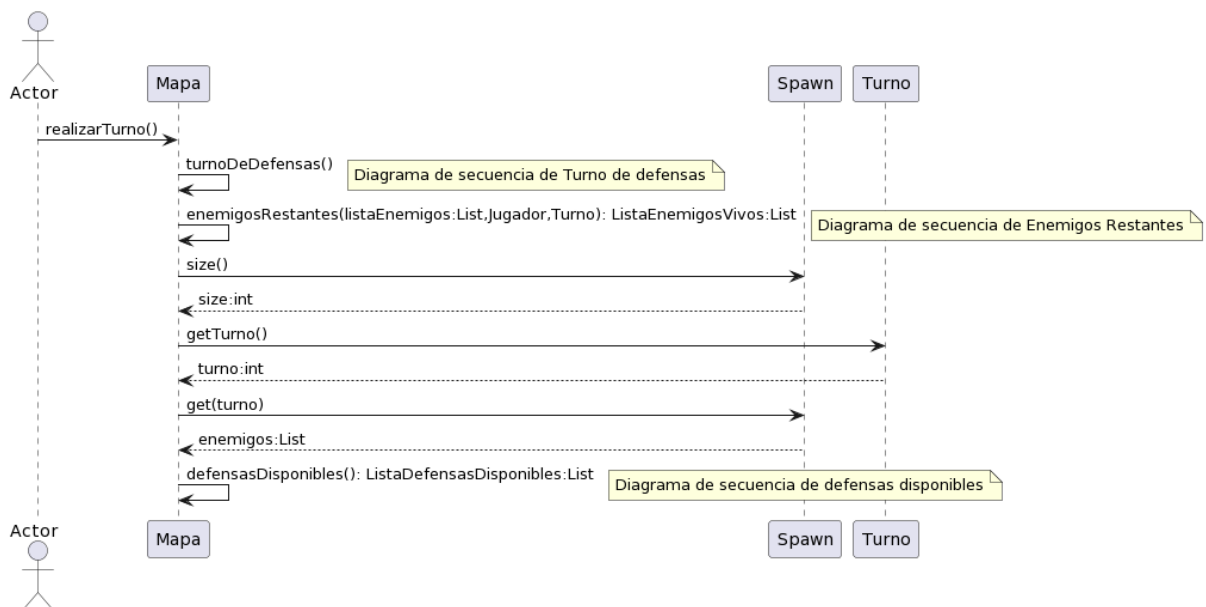 Actor
Mapa
Spawn
Turno
realizarTurno()
turnoDeDefensas()
Diagrama de secuencia de Turno de defensas
enemigosRestantes(listaEnemigos:List,Jugador,Turno): ListaEnemigosVivos:List
Diagrama de secuencia de Enemigos Restantes
size()
size:int
getTurno()
turno:int
get(turno)
enemigos:List
defensasDisponibles(): ListaDefensasDisponibles:List
Diagrama de secuencia de defensas disponibles
Actor
Mapa
Spawn
Turno